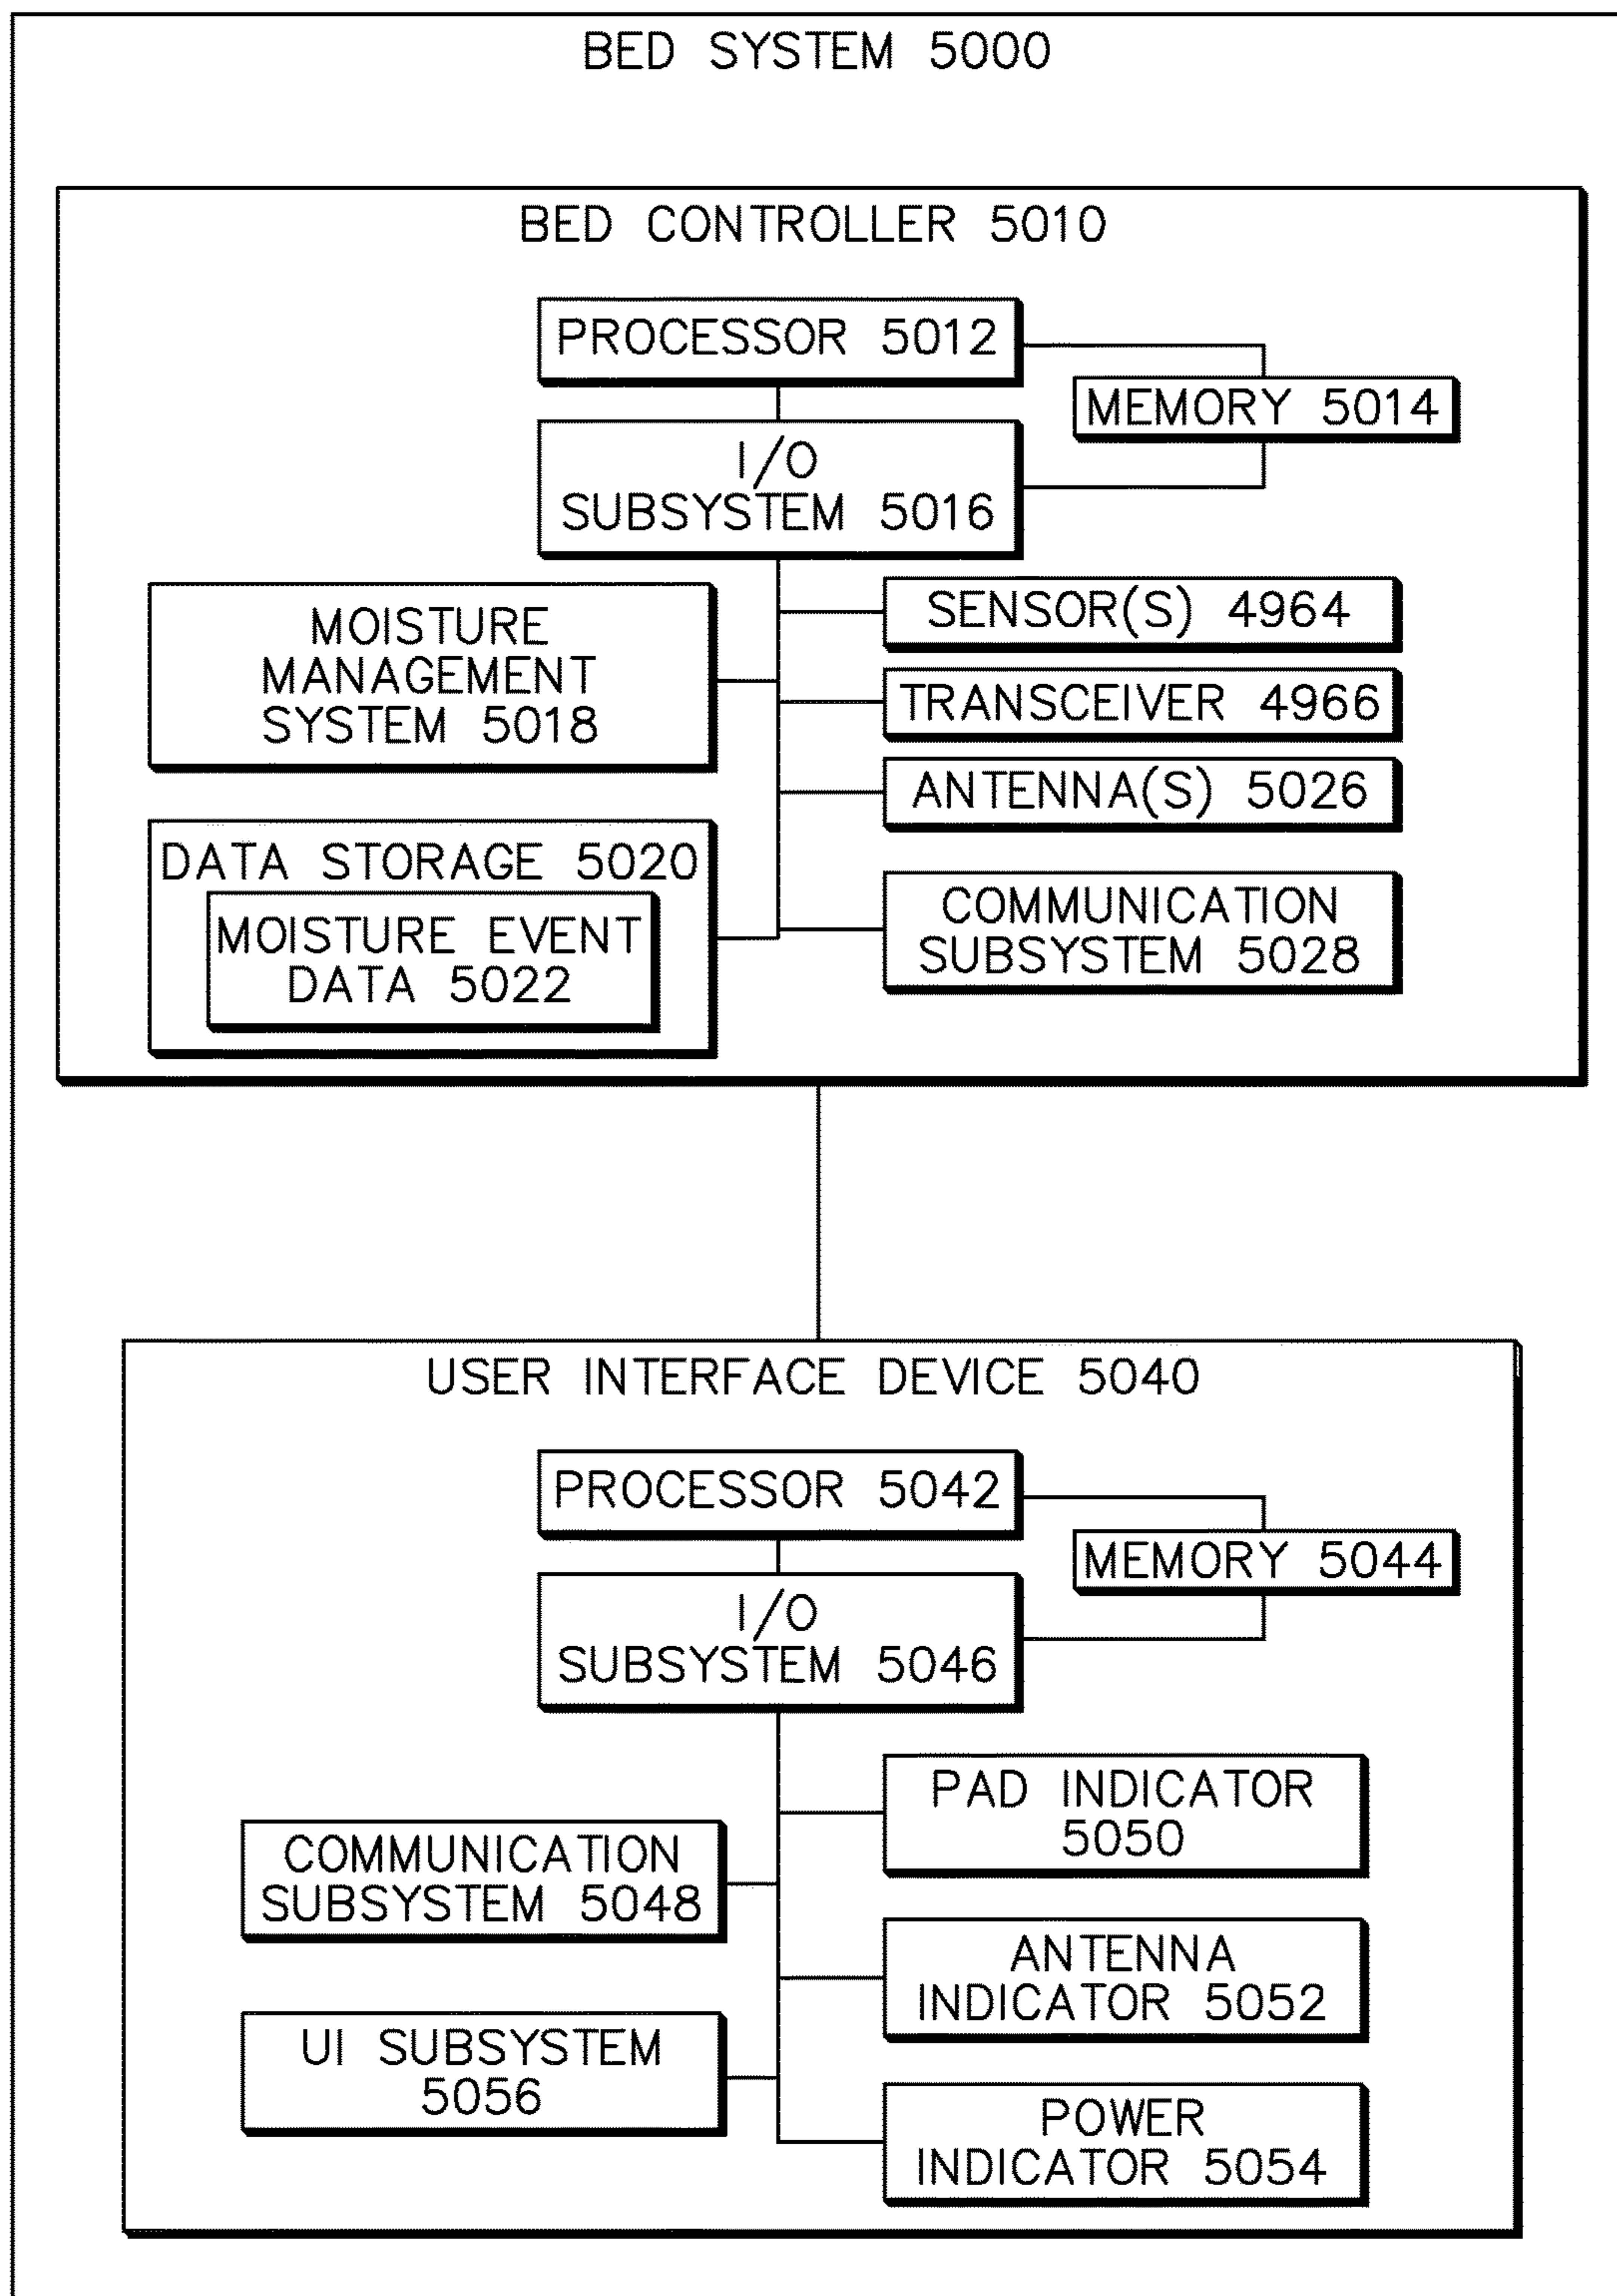 BED SYSTEM 5000
BED CONTROLLER 5010
PROCESSOR 5012
MEMORY 5014
I/O
SUBSYSTEM 5016
MOISTURE
MANAGEMENT
SYSTEM 5018
SENSOR(S) 4964
TRANSCEIVER 4966
ANTENNA(S) 5026
DATA STORAGE 5020
MOISTURE EVENT
DATA 5022
COMMUNICATION
SUBSYSTEM 5028
USER INTERFACE DEVICE 5040
PROCESSOR 5042
MEMORY 5044
I/O
SUBSYSTEM 5046
PAD INDICATOR
5050
COMMUNICATION
SUBSYSTEM 5048
ANTENNA
INDICATOR 5052
UI SUBSYSTEM
5056
POWER
INDICATOR 5054